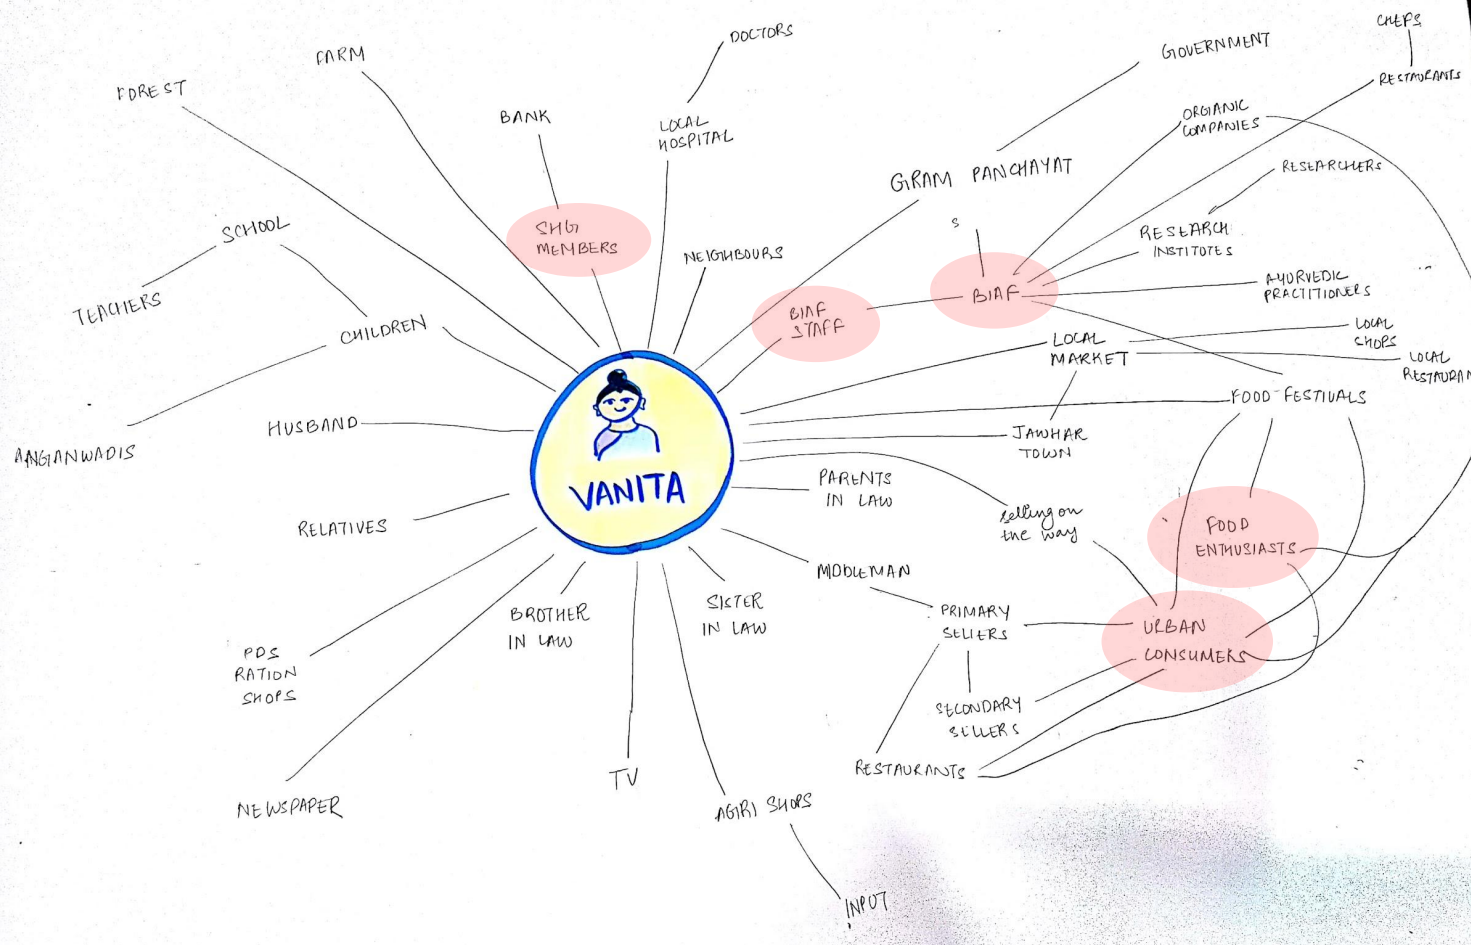 CHEFS
DOCTORS
GOVERNMENT
FARM
RESTAURANTS
FOREST
ORGANIC
COMPANIES
BANK
LOCAL
HOSPITAL
GRAM PANCHAYAT
RESEARCHERS
SHG
MEMBERS
S
SCHOOL
RESEARCH
INSTITUTES
NEIGHBOURS
BIAF
AYURVEDIC
PRACTITIONERS
TEACHERS
BIAF
STAFF
CHILDREN
LOCAL
MARKET
LOCAL
SHOPS
LOCAL
RESTAURAN
FOOD FESTIVALS
HUSBAND
JAWHAR
TOWN
ANGANWADIS
VANITA
PARENTS
IN LAW
selling on
the way
RELATIVES
FOOD
ENTHUSIASTS
MIDDLEMAN
BROTHER
IN LAW
SISTER
IN LAW
PRIMARY
SELLERS
URBAN
CONSUMERS
PDS
RATION
SHOPS
SECONDARY
SELLERS
RESTAURANTS
TV
NEWSPAPER
AGRI SHOPS
INPUT